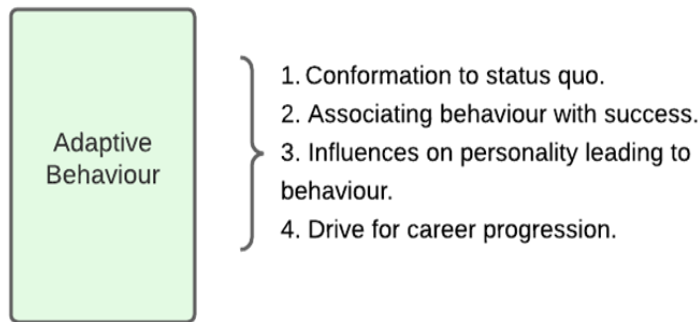 Adaptive
Behaviour
1. Conformation to status quo.
2. Associating behaviour with success.
3. Influences on personality leading to
behaviour.
4. Drive for career progression.